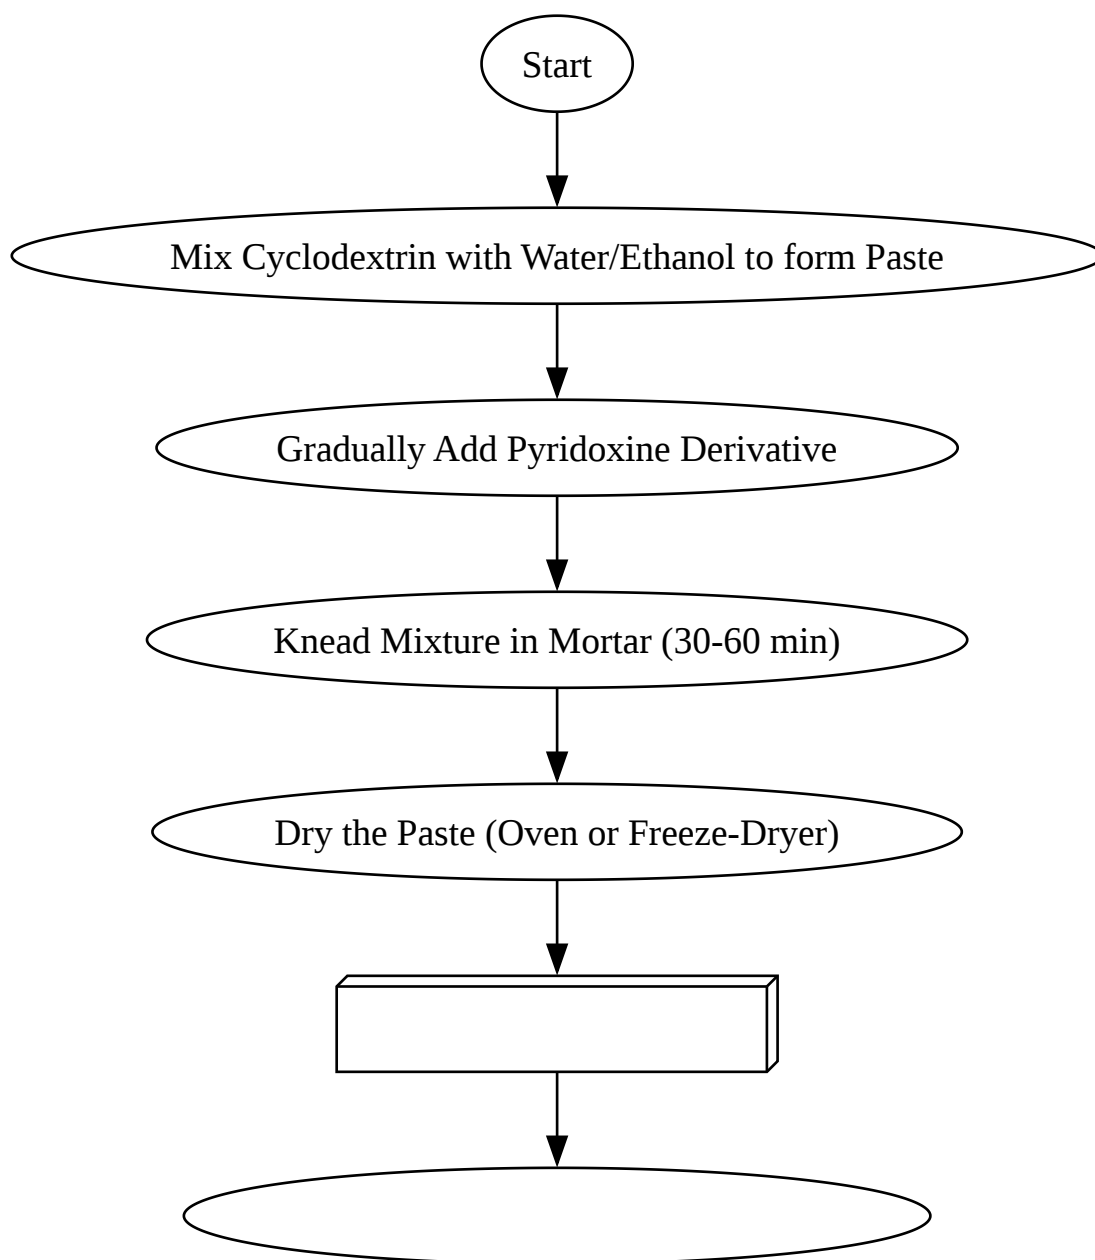 Start
Mix Cyclodextrin with Water/Ethanol to form Paste
Gradually Add Pyridoxine Derivative
Knead Mixture in Mortar (30-60 min)
Dry the Paste (Oven or Freeze-Dryer)